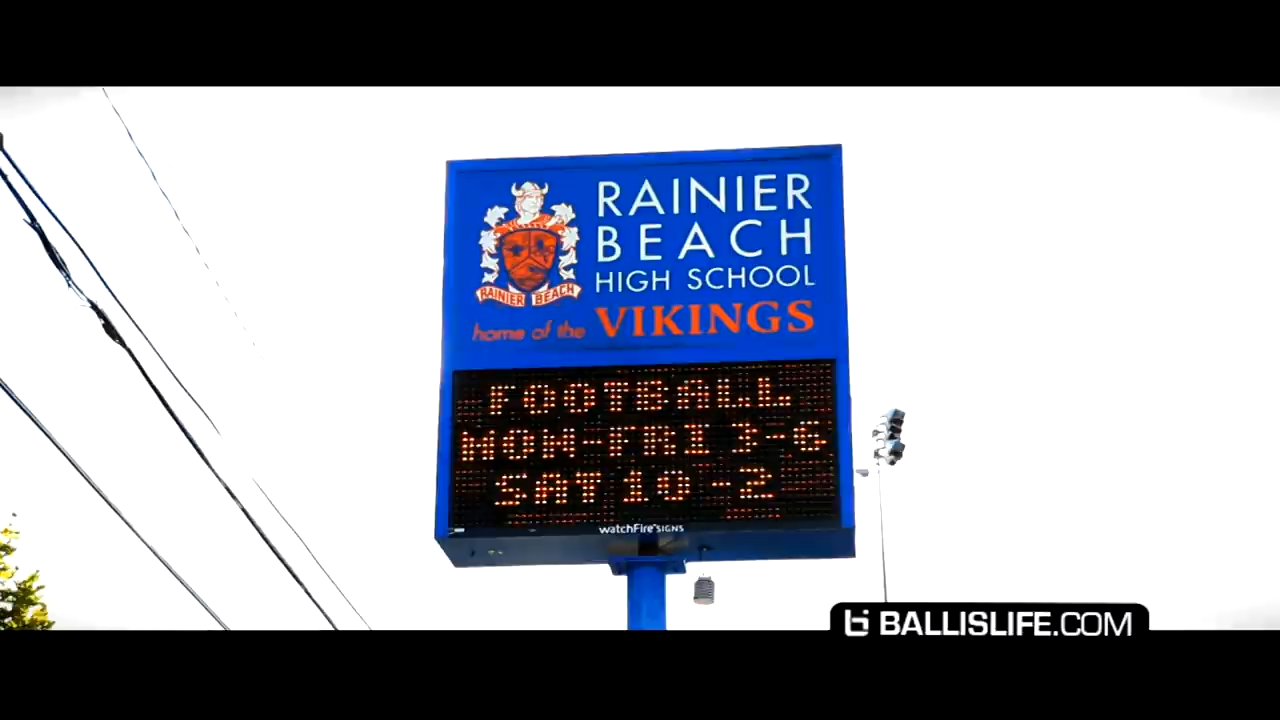 RAINIER
BEACH
HIGH SCHOOL
RAINIER BEACH
home of the VIKINGS
FOOTBALL
MON-FRI 3-6
SAT 10-2
watchFire SIGNS
BALLISLIFE.COM